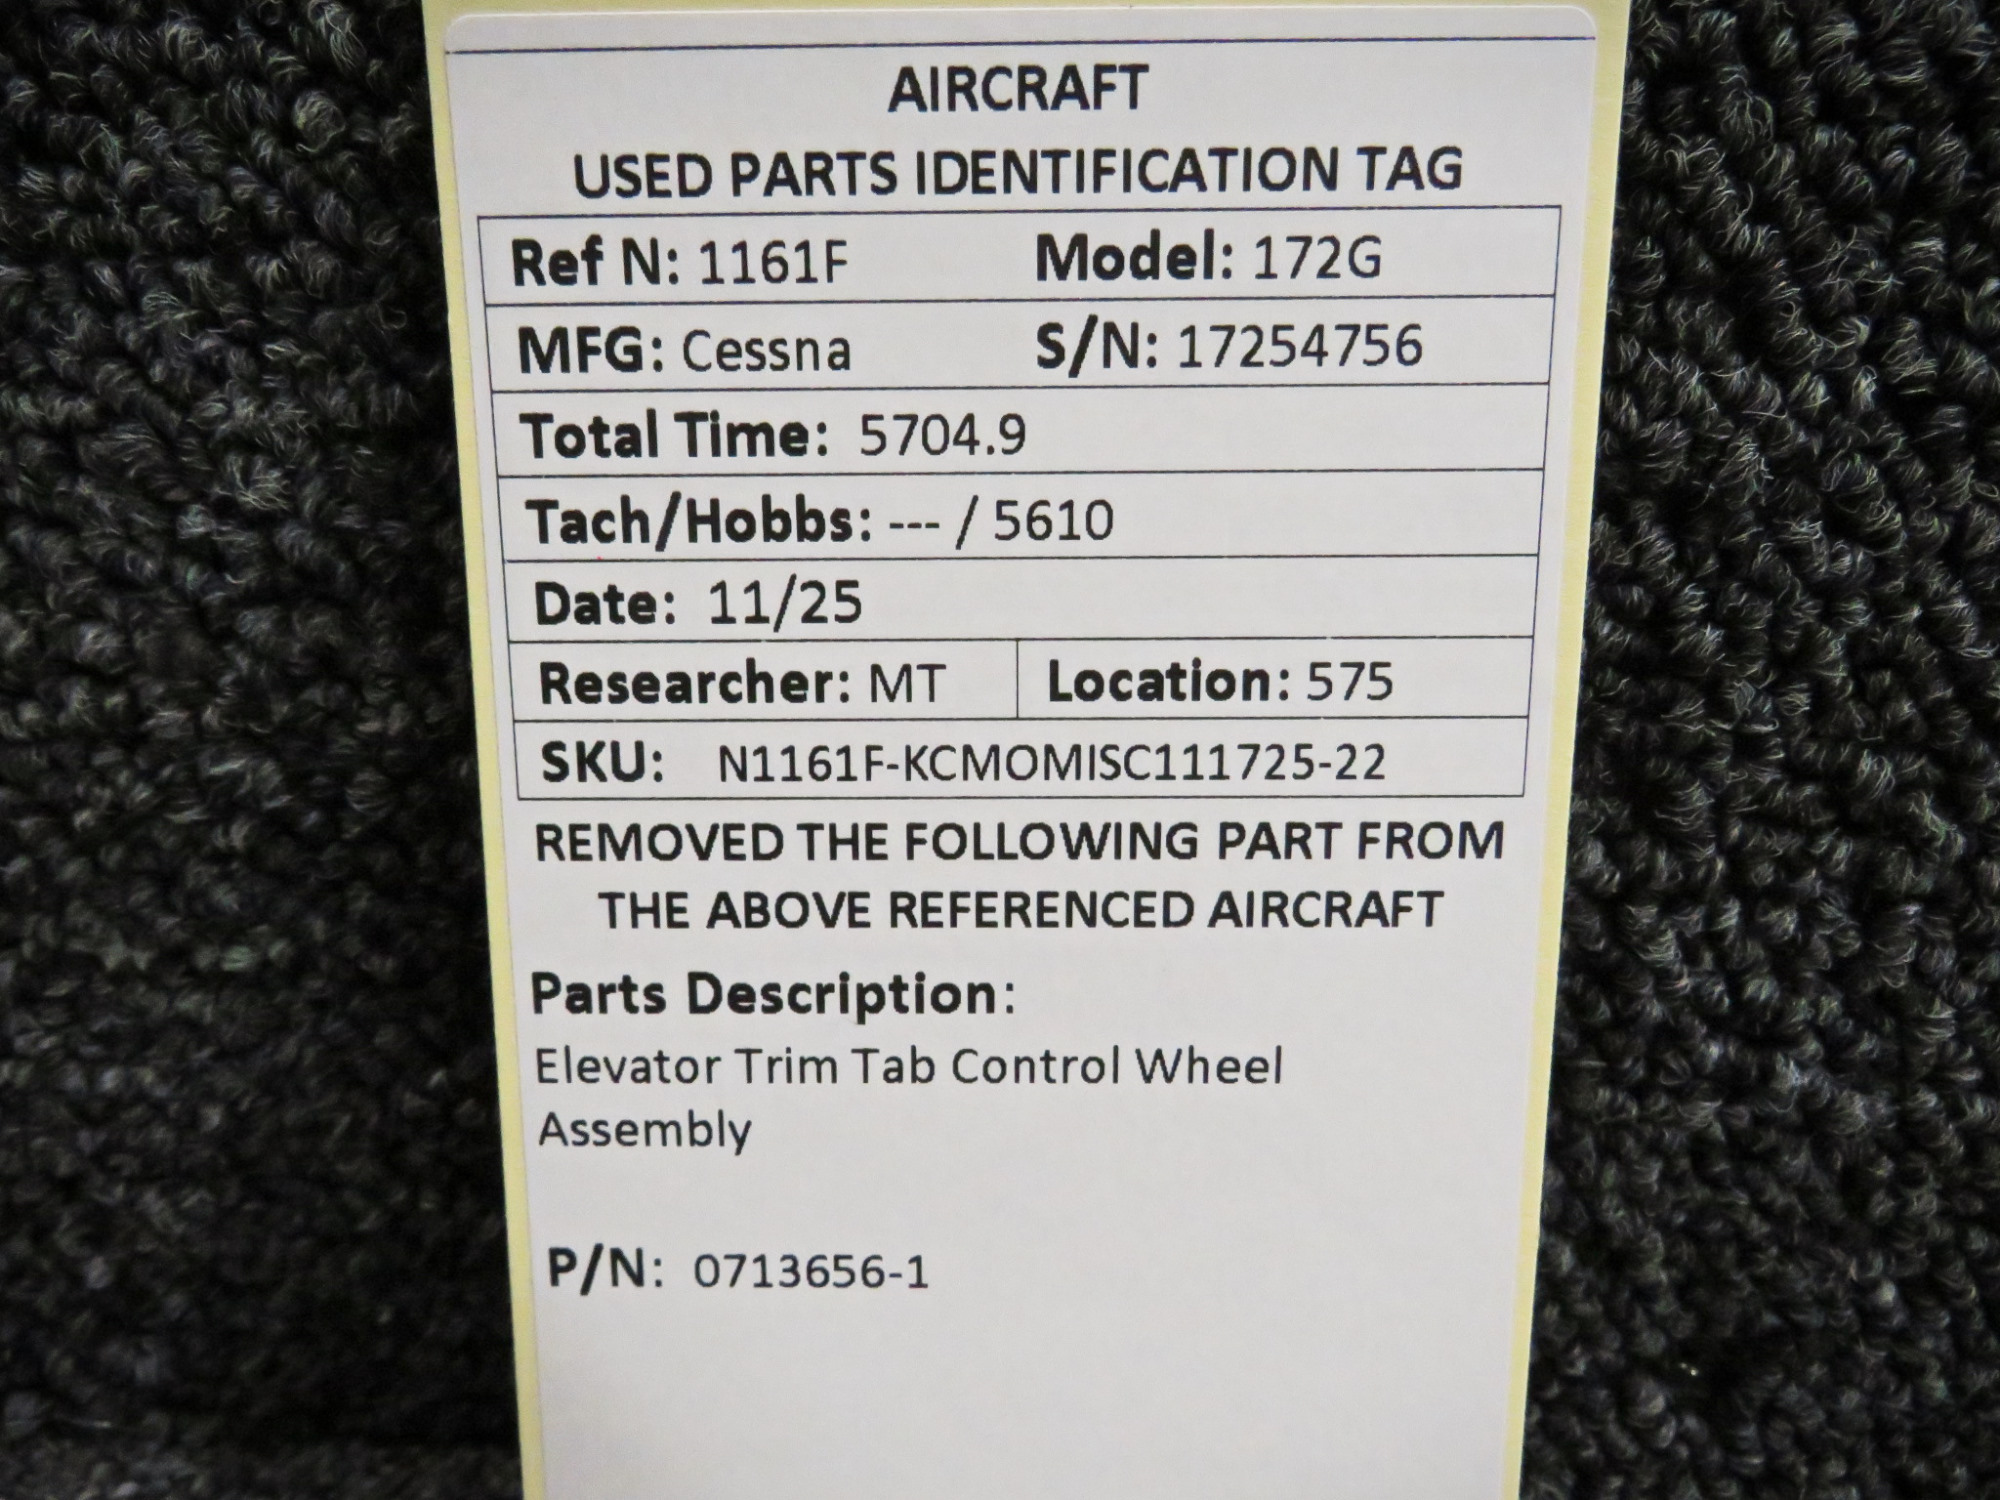 AIRCRAFT
USED PARTS IDENTIFICATION TAG
Ref N: 1161F Model: 172G
MFG: Cessna S/N: 17254756
Total Time: 5704.9
Tach/Hobbs: --- / 5610
Date: 11/25
Researcher: MT Location: 575
SKU: N1161F-KCMOMISC111725-22
REMOVED THE FOLLOWING PART FROM
THE ABOVE REFERENCED AIRCRAFT
Parts Description:
Elevator Trim Tab Control Wheel
Assembly
P/N: 0713656-1